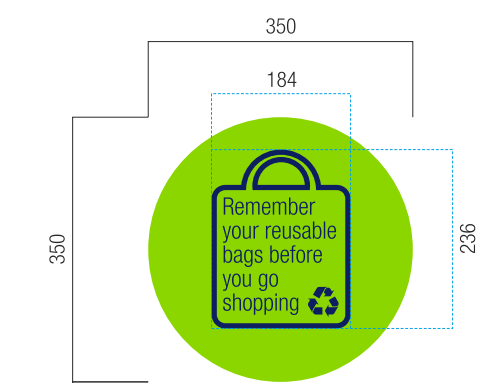 350
184
350
236
Remember
your reusable
bags before
you go
shopping